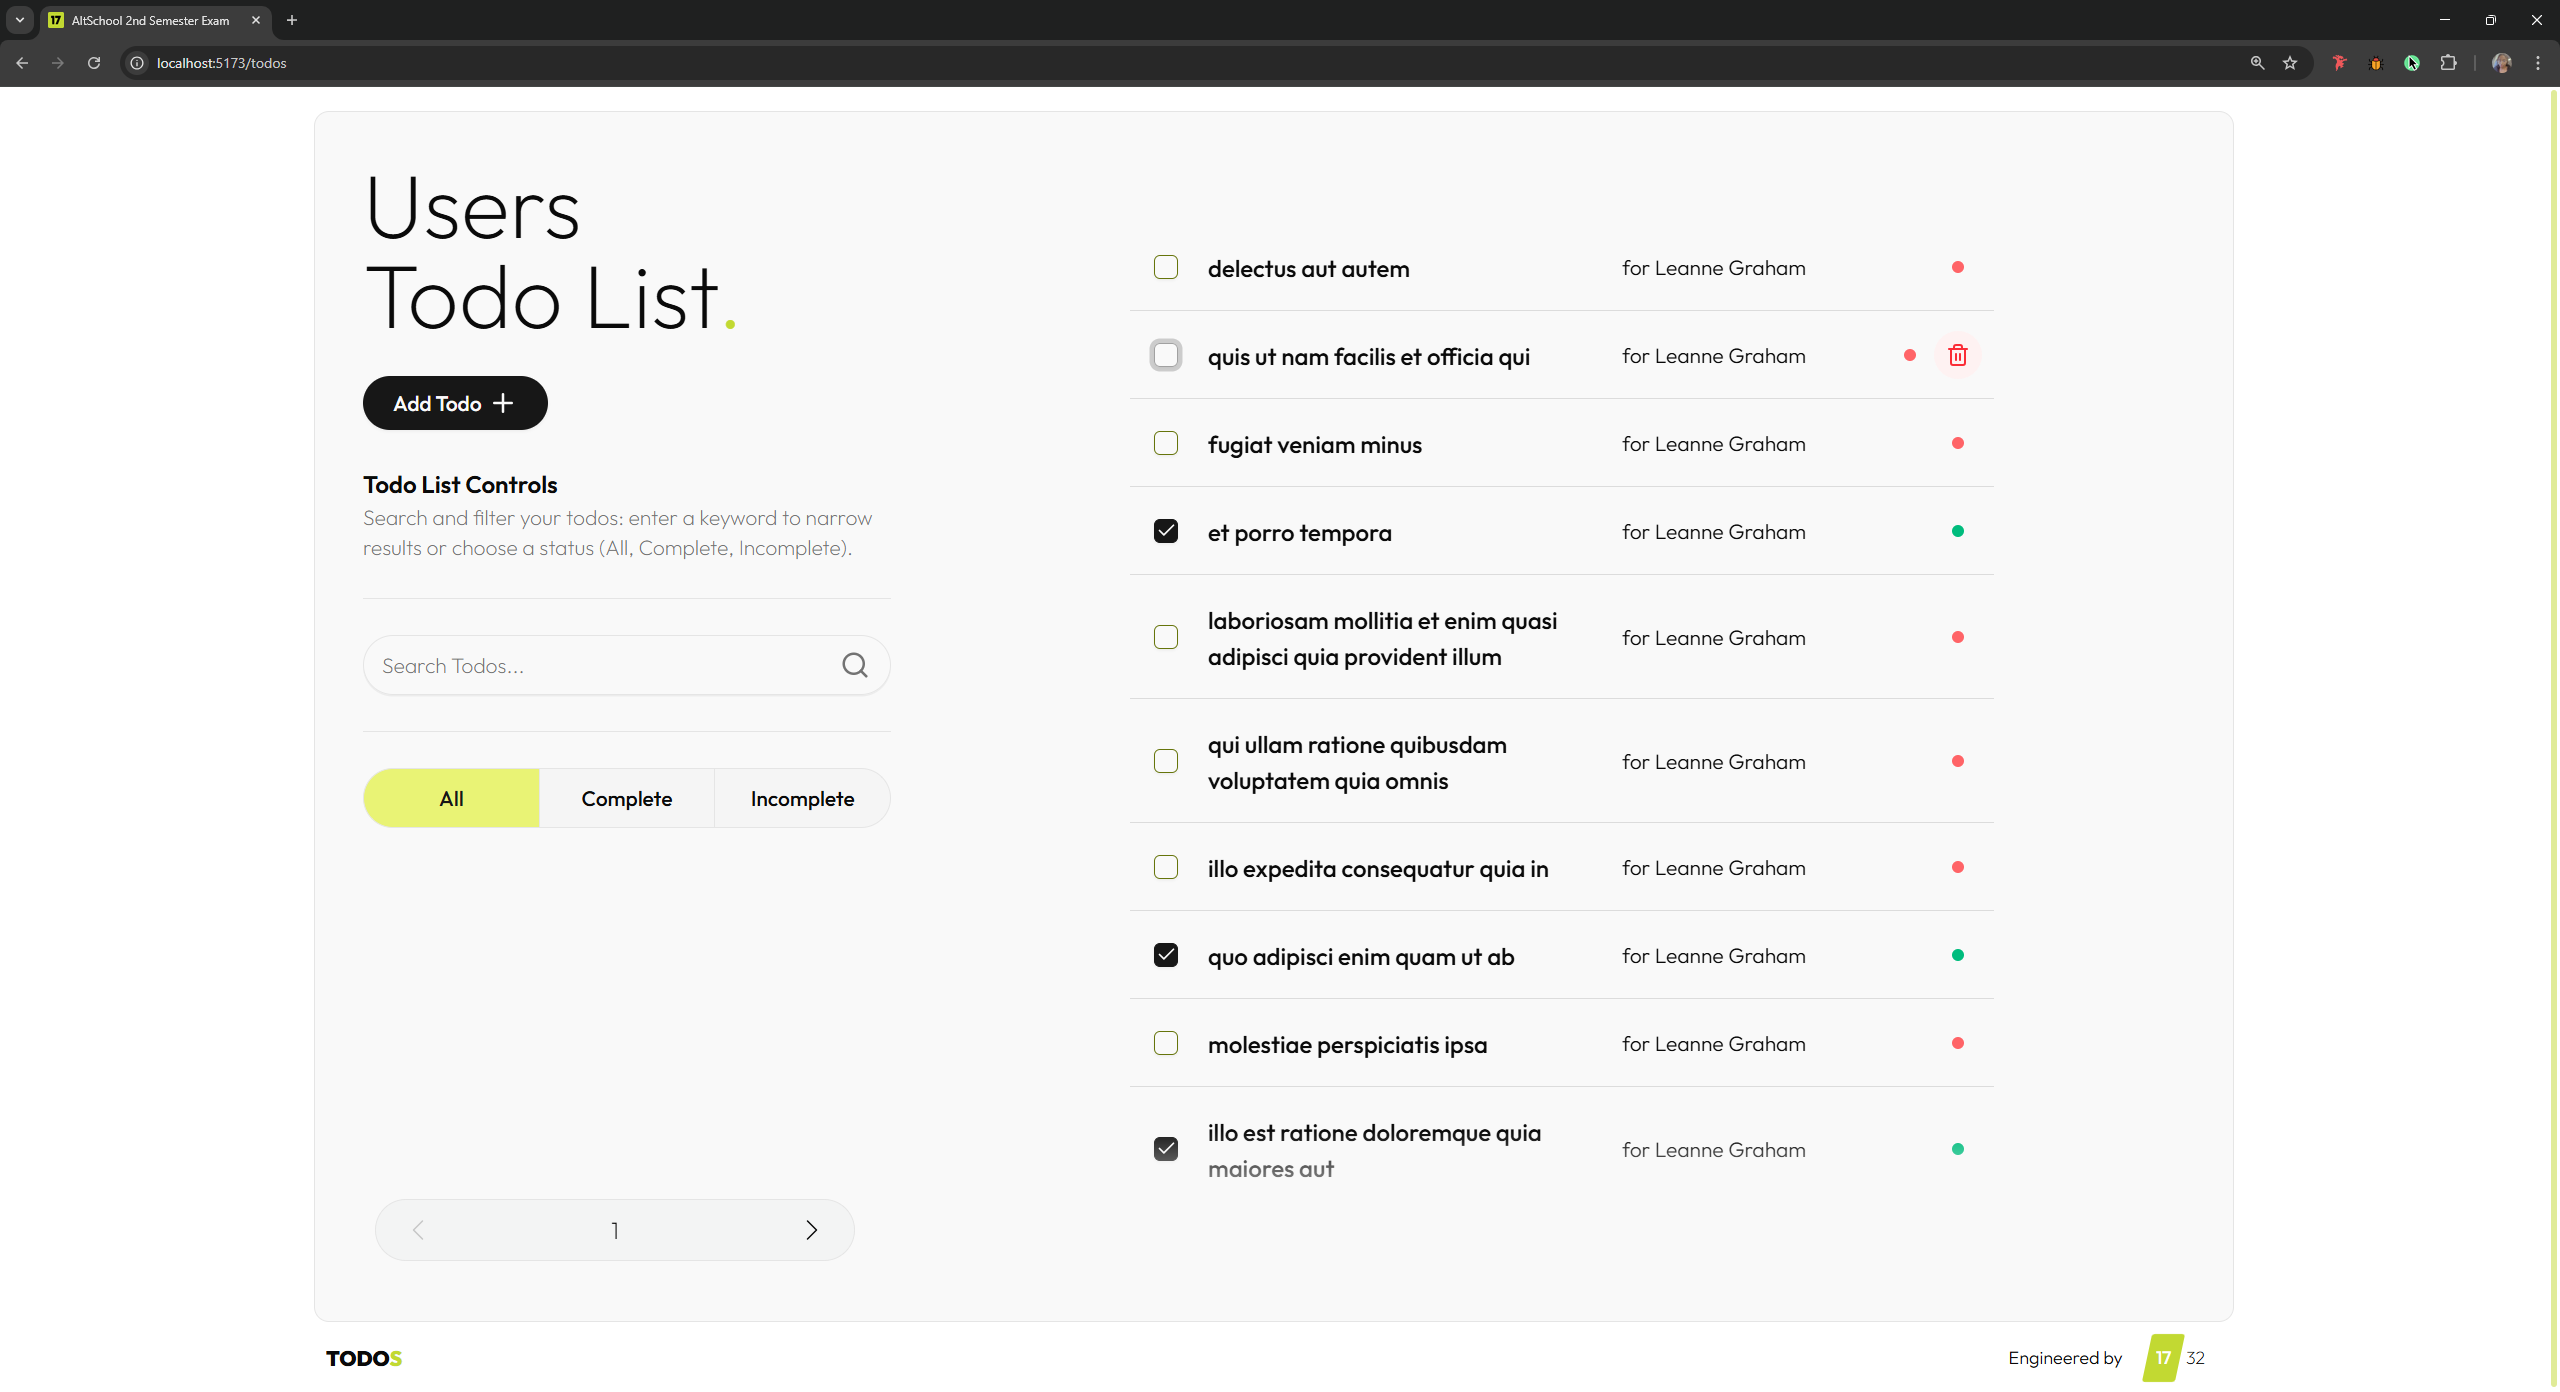 AltSchool 2nd Semester Exam
localhost:5173/todos
Users
Todo List.
Add Todo
Todo List Controls
Search and filter your todos: enter a keyword to narrow
results or choose a status (All, Complete, Incomplete).
Search Todos...
All
Complete
Incomplete
1
delectus aut autem
for Leanne Graham
quis ut nam facilis et officia qui
for Leanne Graham
fugiat veniam minus
for Leanne Graham
et porro tempora
for Leanne Graham
laboriosam mollitia et enim quasi
adipisci quia provident illum
for Leanne Graham
qui ullam ratione quibusdam
voluptatem quia omnis
for Leanne Graham
illo expedita consequatur quia in
for Leanne Graham
quo adipisci enim quam ut ab
for Leanne Graham
molestiae perspiciatis ipsa
for Leanne Graham
illo est ratione doloremque quia
maiores aut
for Leanne Graham
TODOS
Engineered by
17
32